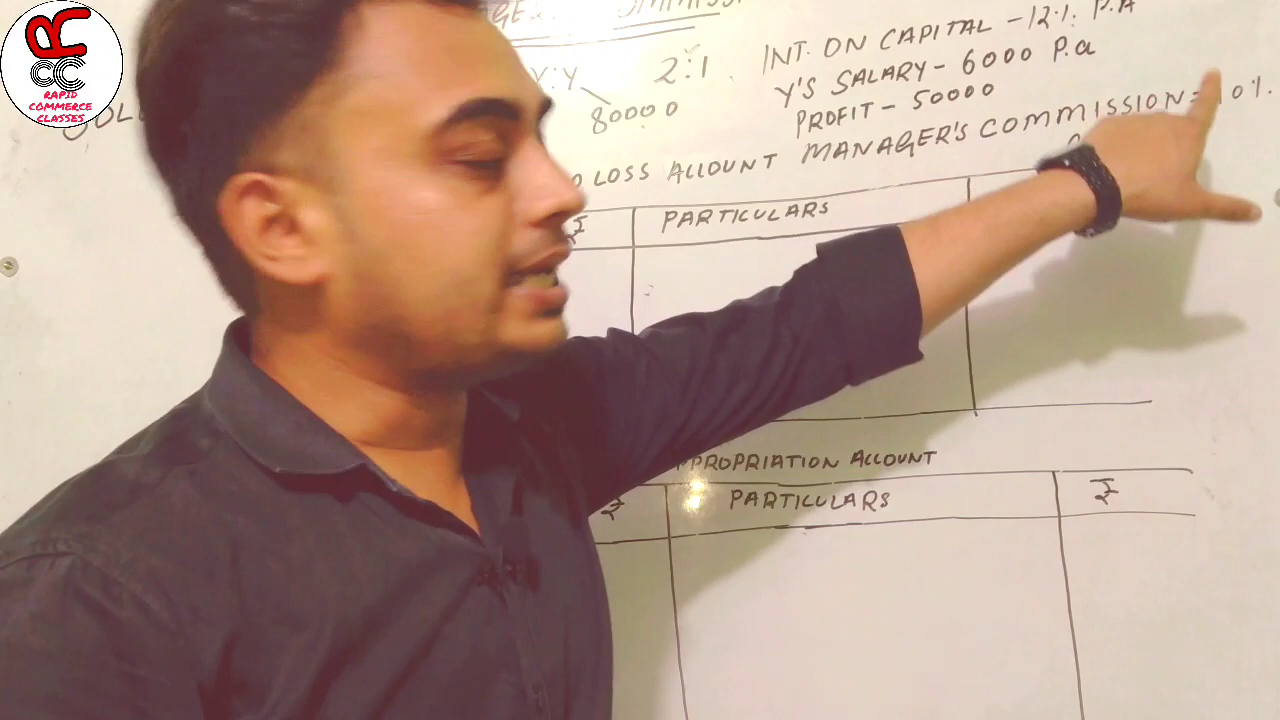 RAPID
COMMERCE
CLASSES
INT. ON CAPITAL - 12%. P.A
X:Y 2:1
Y'S SALARY - 6000 P.a
80000
PROFIT - 50000
MANAGER'S COMMISSION = 10%.
LOSS ACCOUNT
₹ PARTICULARS
APPROPRIATION ACCOUNT
₹ PARTICULARS ₹